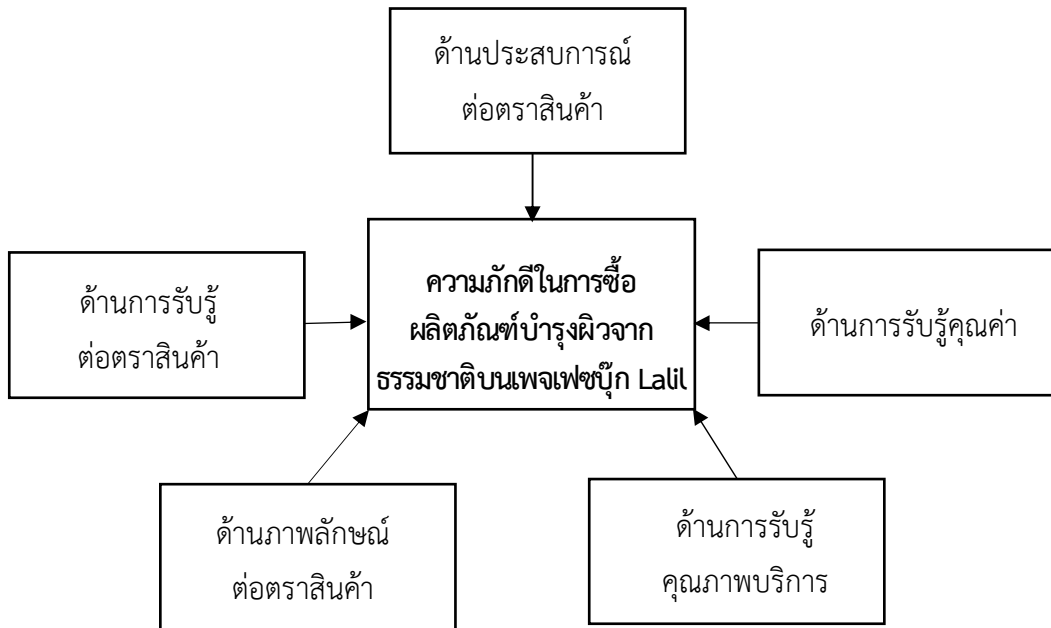 ด้านประสบการณ์
ต่อตราสินค้า
ความภักดีในการซื้อ
ผลิตภัณฑ์บำรุงผิวจาก
ธรรมชาติบนเพจเฟซบุ๊ก Lalil
ด้านการรับรู้
ต่อตราสินค้า
ด้านการรับรู้คุณค่า
ด้านภาพลักษณ์
ต่อตราสินค้า
ด้านการรับรู้
คุณภาพบริการ